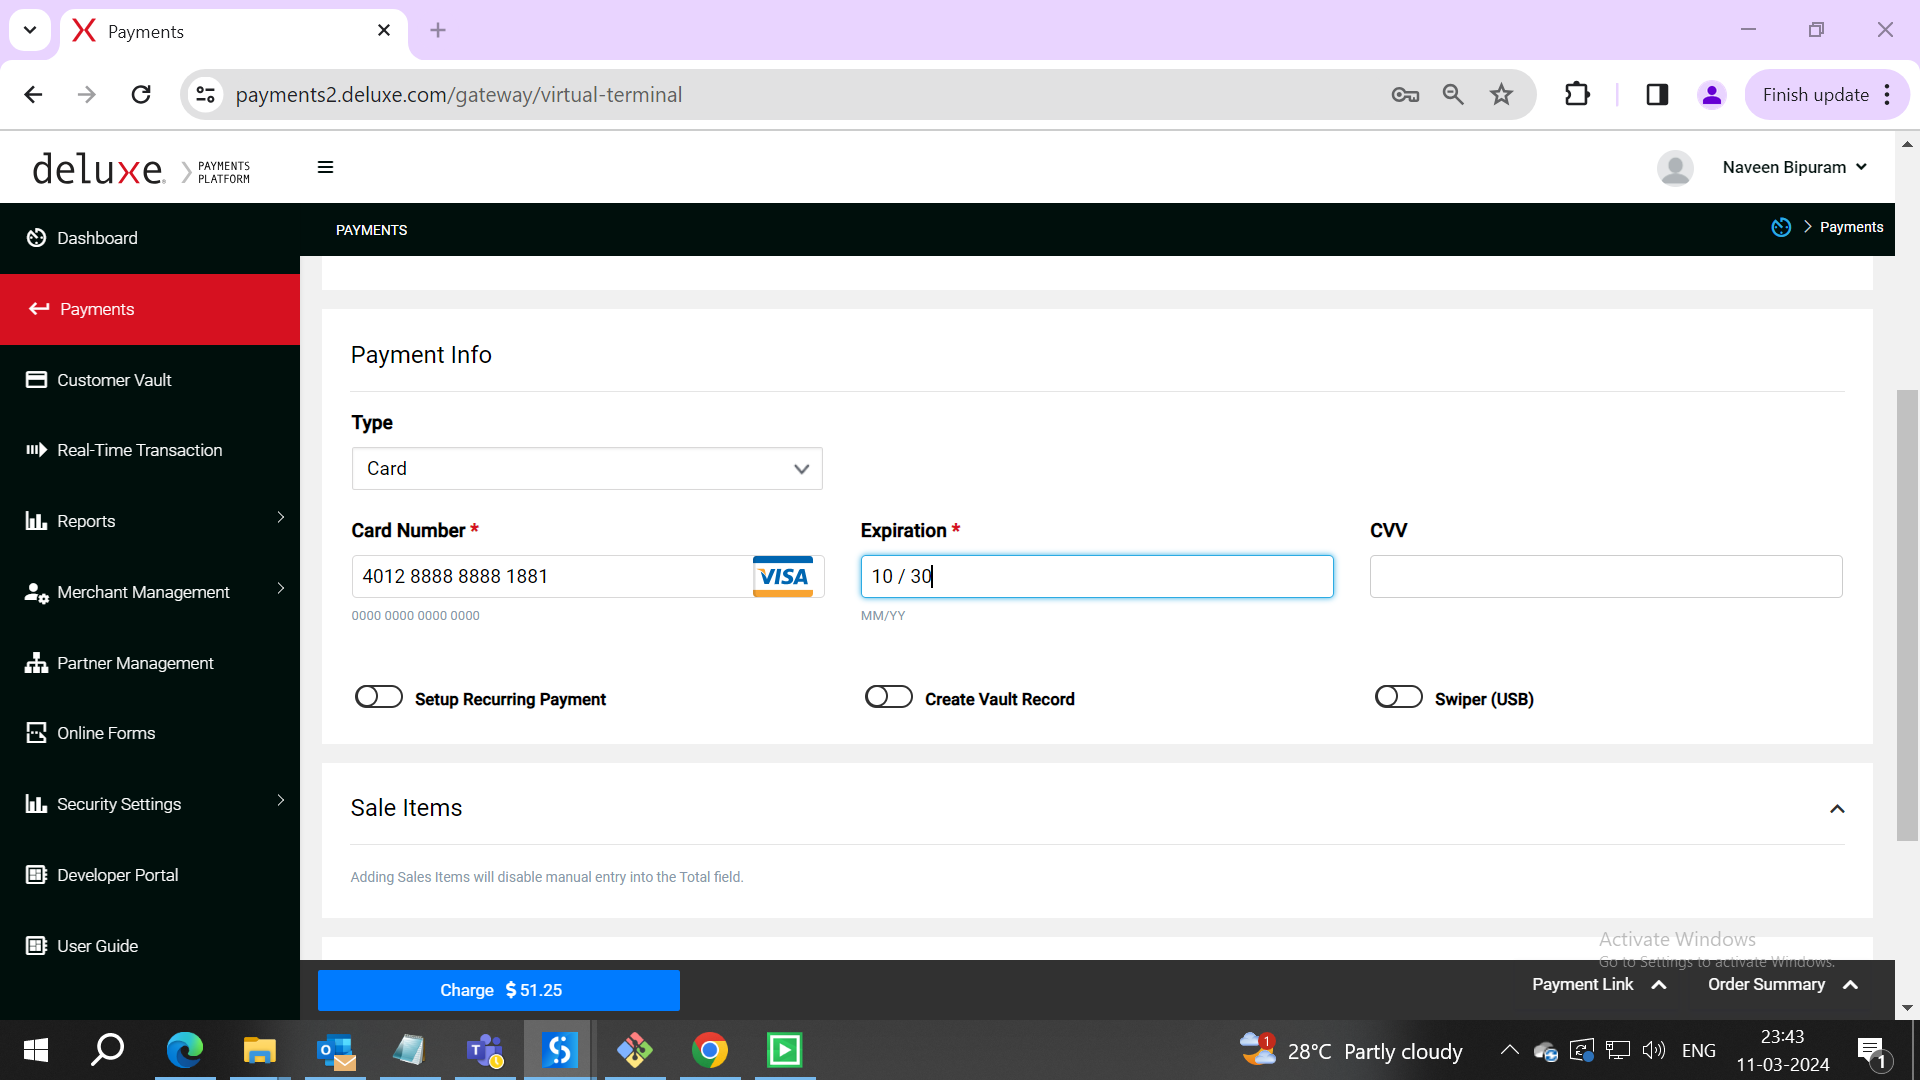 Payments
payments2.deluxe.com/gateway/virtual-terminal
Finish update
deluxe. PAYMENTS PLATFORM
Naveen Bipuram
Dashboard
PAYMENTS
Payments
Payments
Customer Vault
Real-Time Transaction
Reports
Merchant Management
Partner Management
Online Forms
Security Settings
Developer Portal
User Guide
Payment Info
Type
Card
Card Number *
Expiration *
CVV
4012 8888 8888 1881
VISA
10 / 30
0000 0000 0000 0000
MM/YY
Setup Recurring Payment
Create Vault Record
Swiper (USB)
Sale Items
Adding Sales Items will disable manual entry into the Total field.
Activate Windows
Go to Settings to activate Windows.
Charge $ 51.25
Payment Link
Order Summary
1
28°C Partly cloudy
ENG
23:43
11-03-2024
1